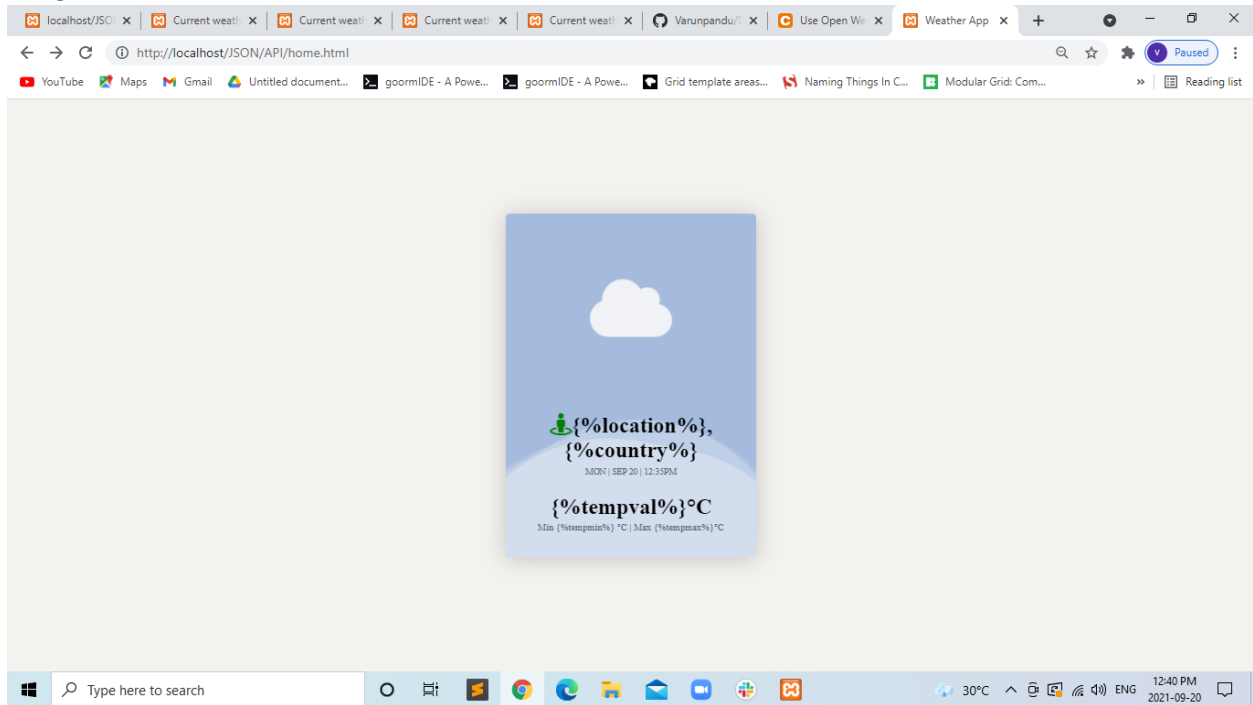 localhost/JSO
Current weath
Current weath
Current weath
Current weath
Varunpandu/
Use Open We
Weather App
http://localhost/JSON/API/home.html
V Paused
YouTube Maps Gmail Untitled document... goormIDE - A Powe... goormIDE - A Powe... Grid template areas... Naming Things In C... Modular Grid: Com... » Reading list
{%location%},
{%country%}
MON | SEP 20 | 12:35PM
{%tempval%}°C
Min {%tempmin%} °C | Max {%tempmax%}°C
Type here to search
30°C
ENG
12:40 PM
2021-09-20